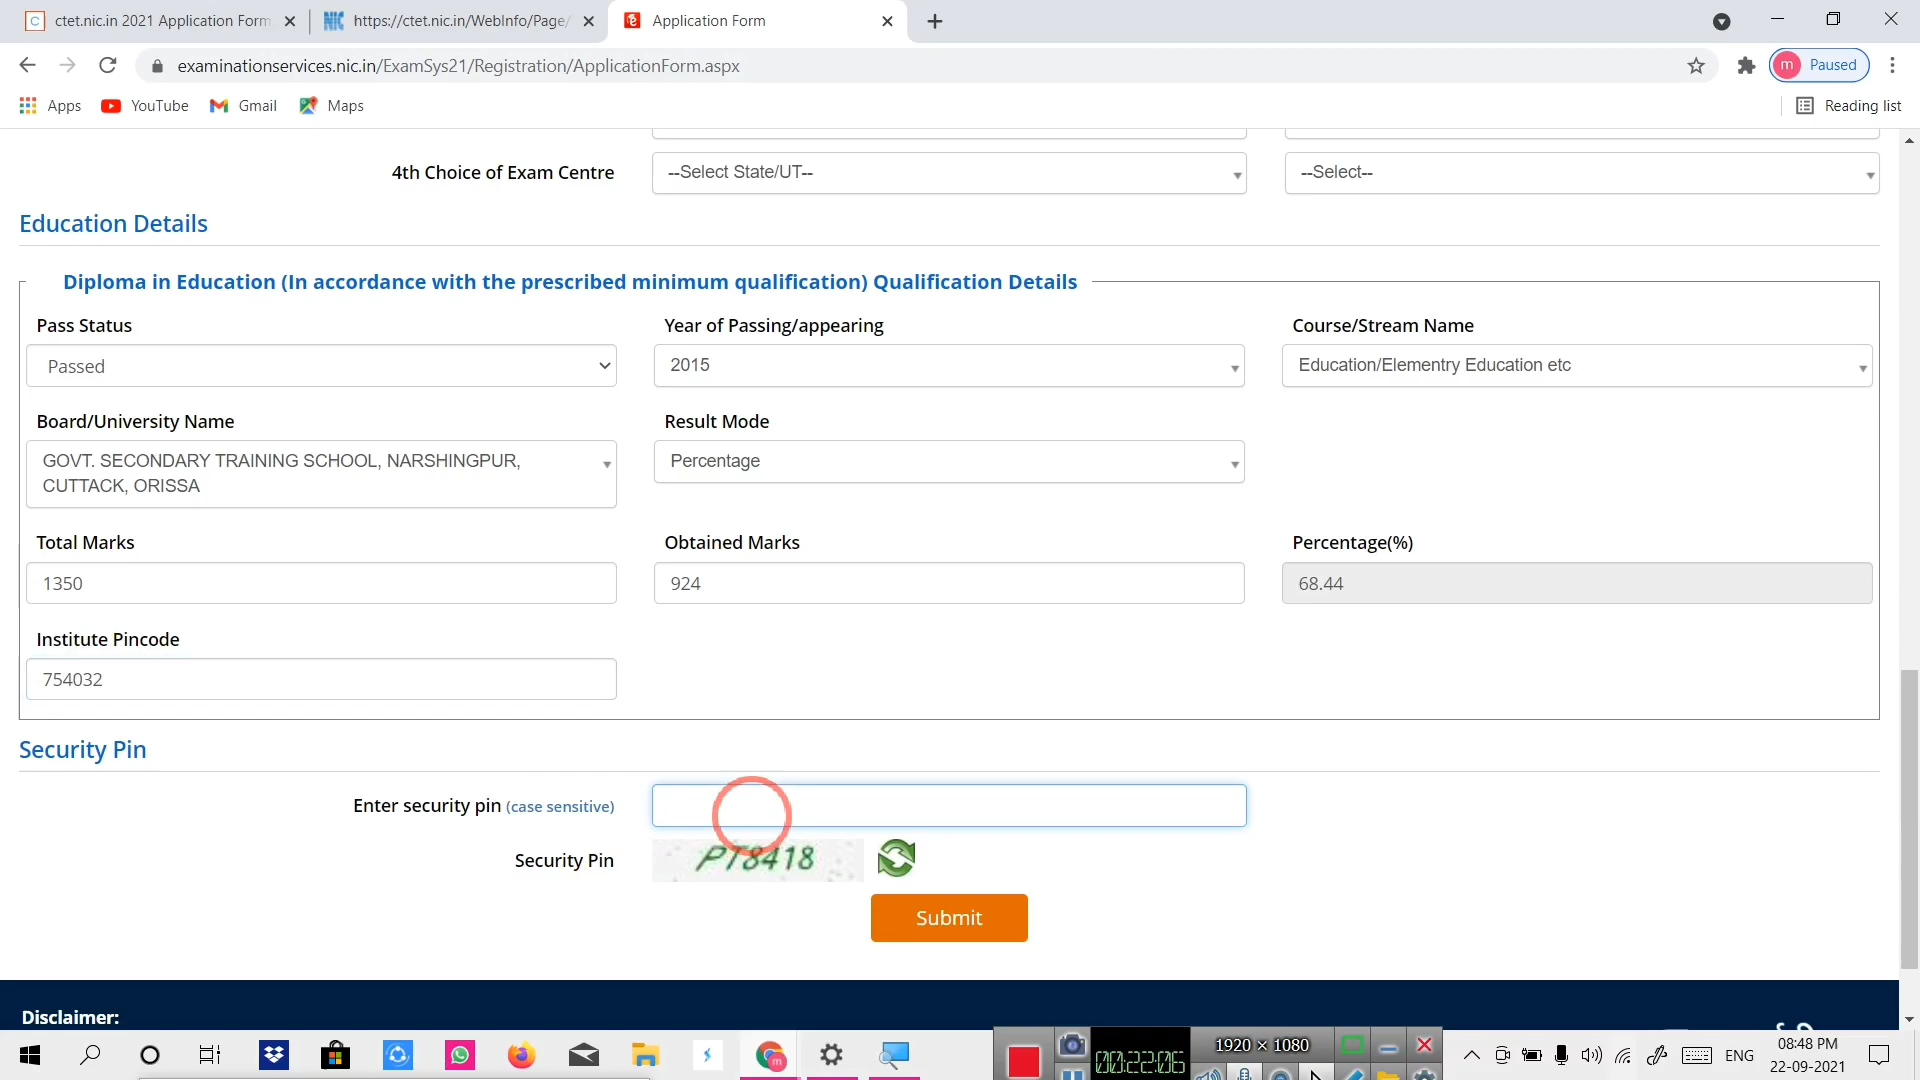 ctet.nic.in 2021 Application Form
https://ctet.nic.in/WebInfo/Page/
Application Form
examinationservices.nic.in/ExamSys21/Registration/ApplicationForm.aspx
m Paused
Apps
YouTube
Gmail
Maps
Reading list
4th Choice of Exam Centre
--Select State/UT--
--Select--
Education Details
Diploma in Education (In accordance with the prescribed minimum qualification) Qualification Details
Pass Status
Year of Passing/appearing
Course/Stream Name
Passed
2015
Education/Elementry Education etc
Board/University Name
Result Mode
GOVT. SECONDARY TRAINING SCHOOL, NARSHINGPUR,
CUTTACK, ORISSA
Percentage
Total Marks
Obtained Marks
Percentage(%)
1350
924
68.44
Institute Pincode
754032
Security Pin
Enter security pin (case sensitive)
Security Pin
PT8418
Submit
Disclaimer:
1920 × 1080
000:22:06
ENG
08:48 PM
22-09-2021